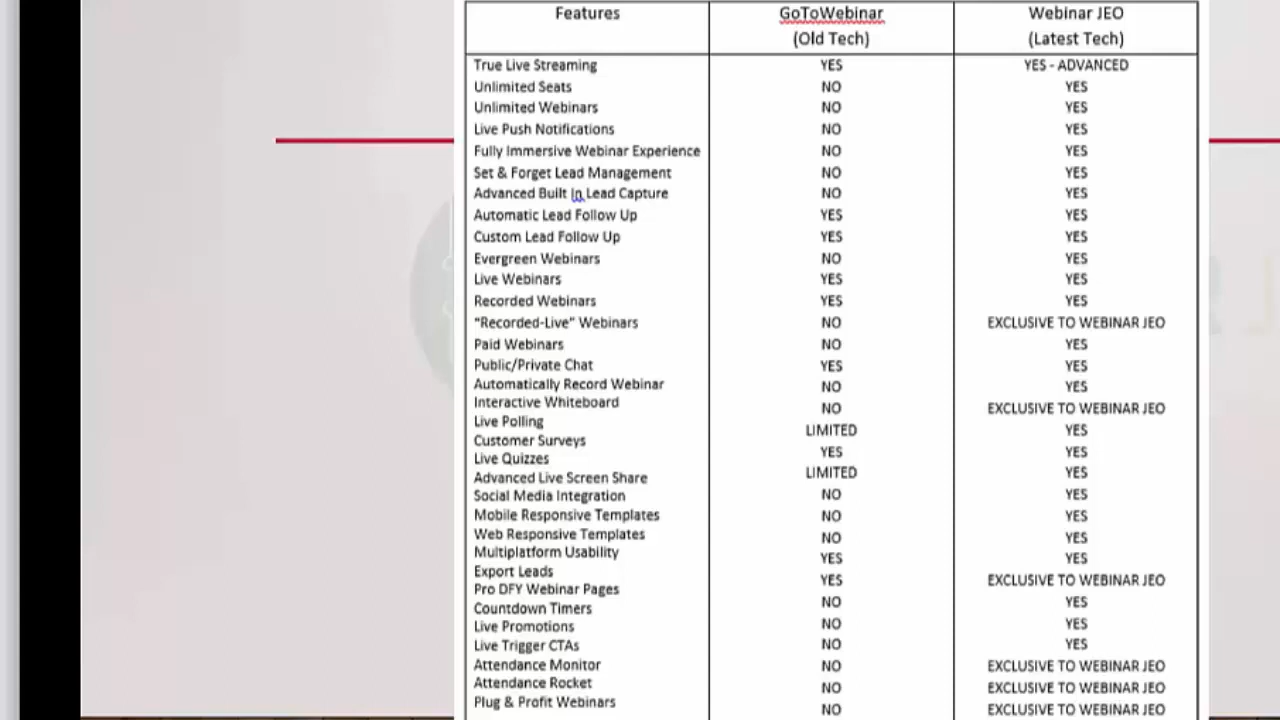 Features GoToWebinar Webinar JEO
(Old Tech) (Latest Tech)
True Live Streaming YES YES - ADVANCED
Unlimited Seats NO YES
Unlimited Webinars NO YES
Live Push Notifications NO YES
Fully Immersive Webinar Experience NO YES
Set & Forget Lead Management NO YES
Advanced Built In Lead Capture NO YES
Automatic Lead Follow Up YES YES
Custom Lead Follow Up YES YES
Evergreen Webinars NO YES
Live Webinars YES YES
Recorded Webinars YES YES
"Recorded-Live" Webinars NO EXCLUSIVE TO WEBINAR JEO
Paid Webinars NO YES
Public/Private Chat YES YES
Automatically Record Webinar NO YES
Interactive Whiteboard NO EXCLUSIVE TO WEBINAR JEO
Live Polling LIMITED YES
Customer Surveys YES YES
Live Quizzes
Advanced Live Screen Share LIMITED YES
Social Media Integration NO YES
Mobile Responsive Templates NO YES
Web Responsive Templates NO YES
Multiplatform Usability YES YES
Export Leads YES EXCLUSIVE TO WEBINAR JEO
Pro DFY Webinar Pages
Countdown Timers NO YES
Live Promotions NO YES
Live Trigger CTAs NO YES
Attendance Monitor NO EXCLUSIVE TO WEBINAR JEO
Attendance Rocket NO EXCLUSIVE TO WEBINAR JEO
Plug & Profit Webinars NO EXCLUSIVE TO WEBINAR JEO